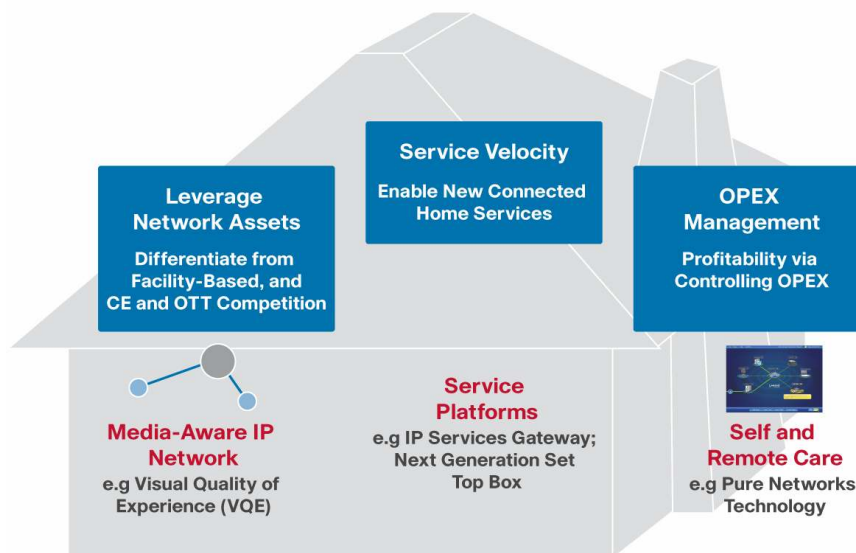 Service Velocity
Enable New Connected
Home Services
Leverage
Network Assets
Differentiate from
Facility-Based, and
CE and OTT Competition
OPEX
Management
Profitability via
Controlling OPEX
Media-Aware IP
Network
e.g Visual Quality of
Experience (VQE)
Service
Platforms
e.g IP Services Gateway;
Next Generation Set
Top Box
Self and
Remote Care
e.g Pure Networks
Technology